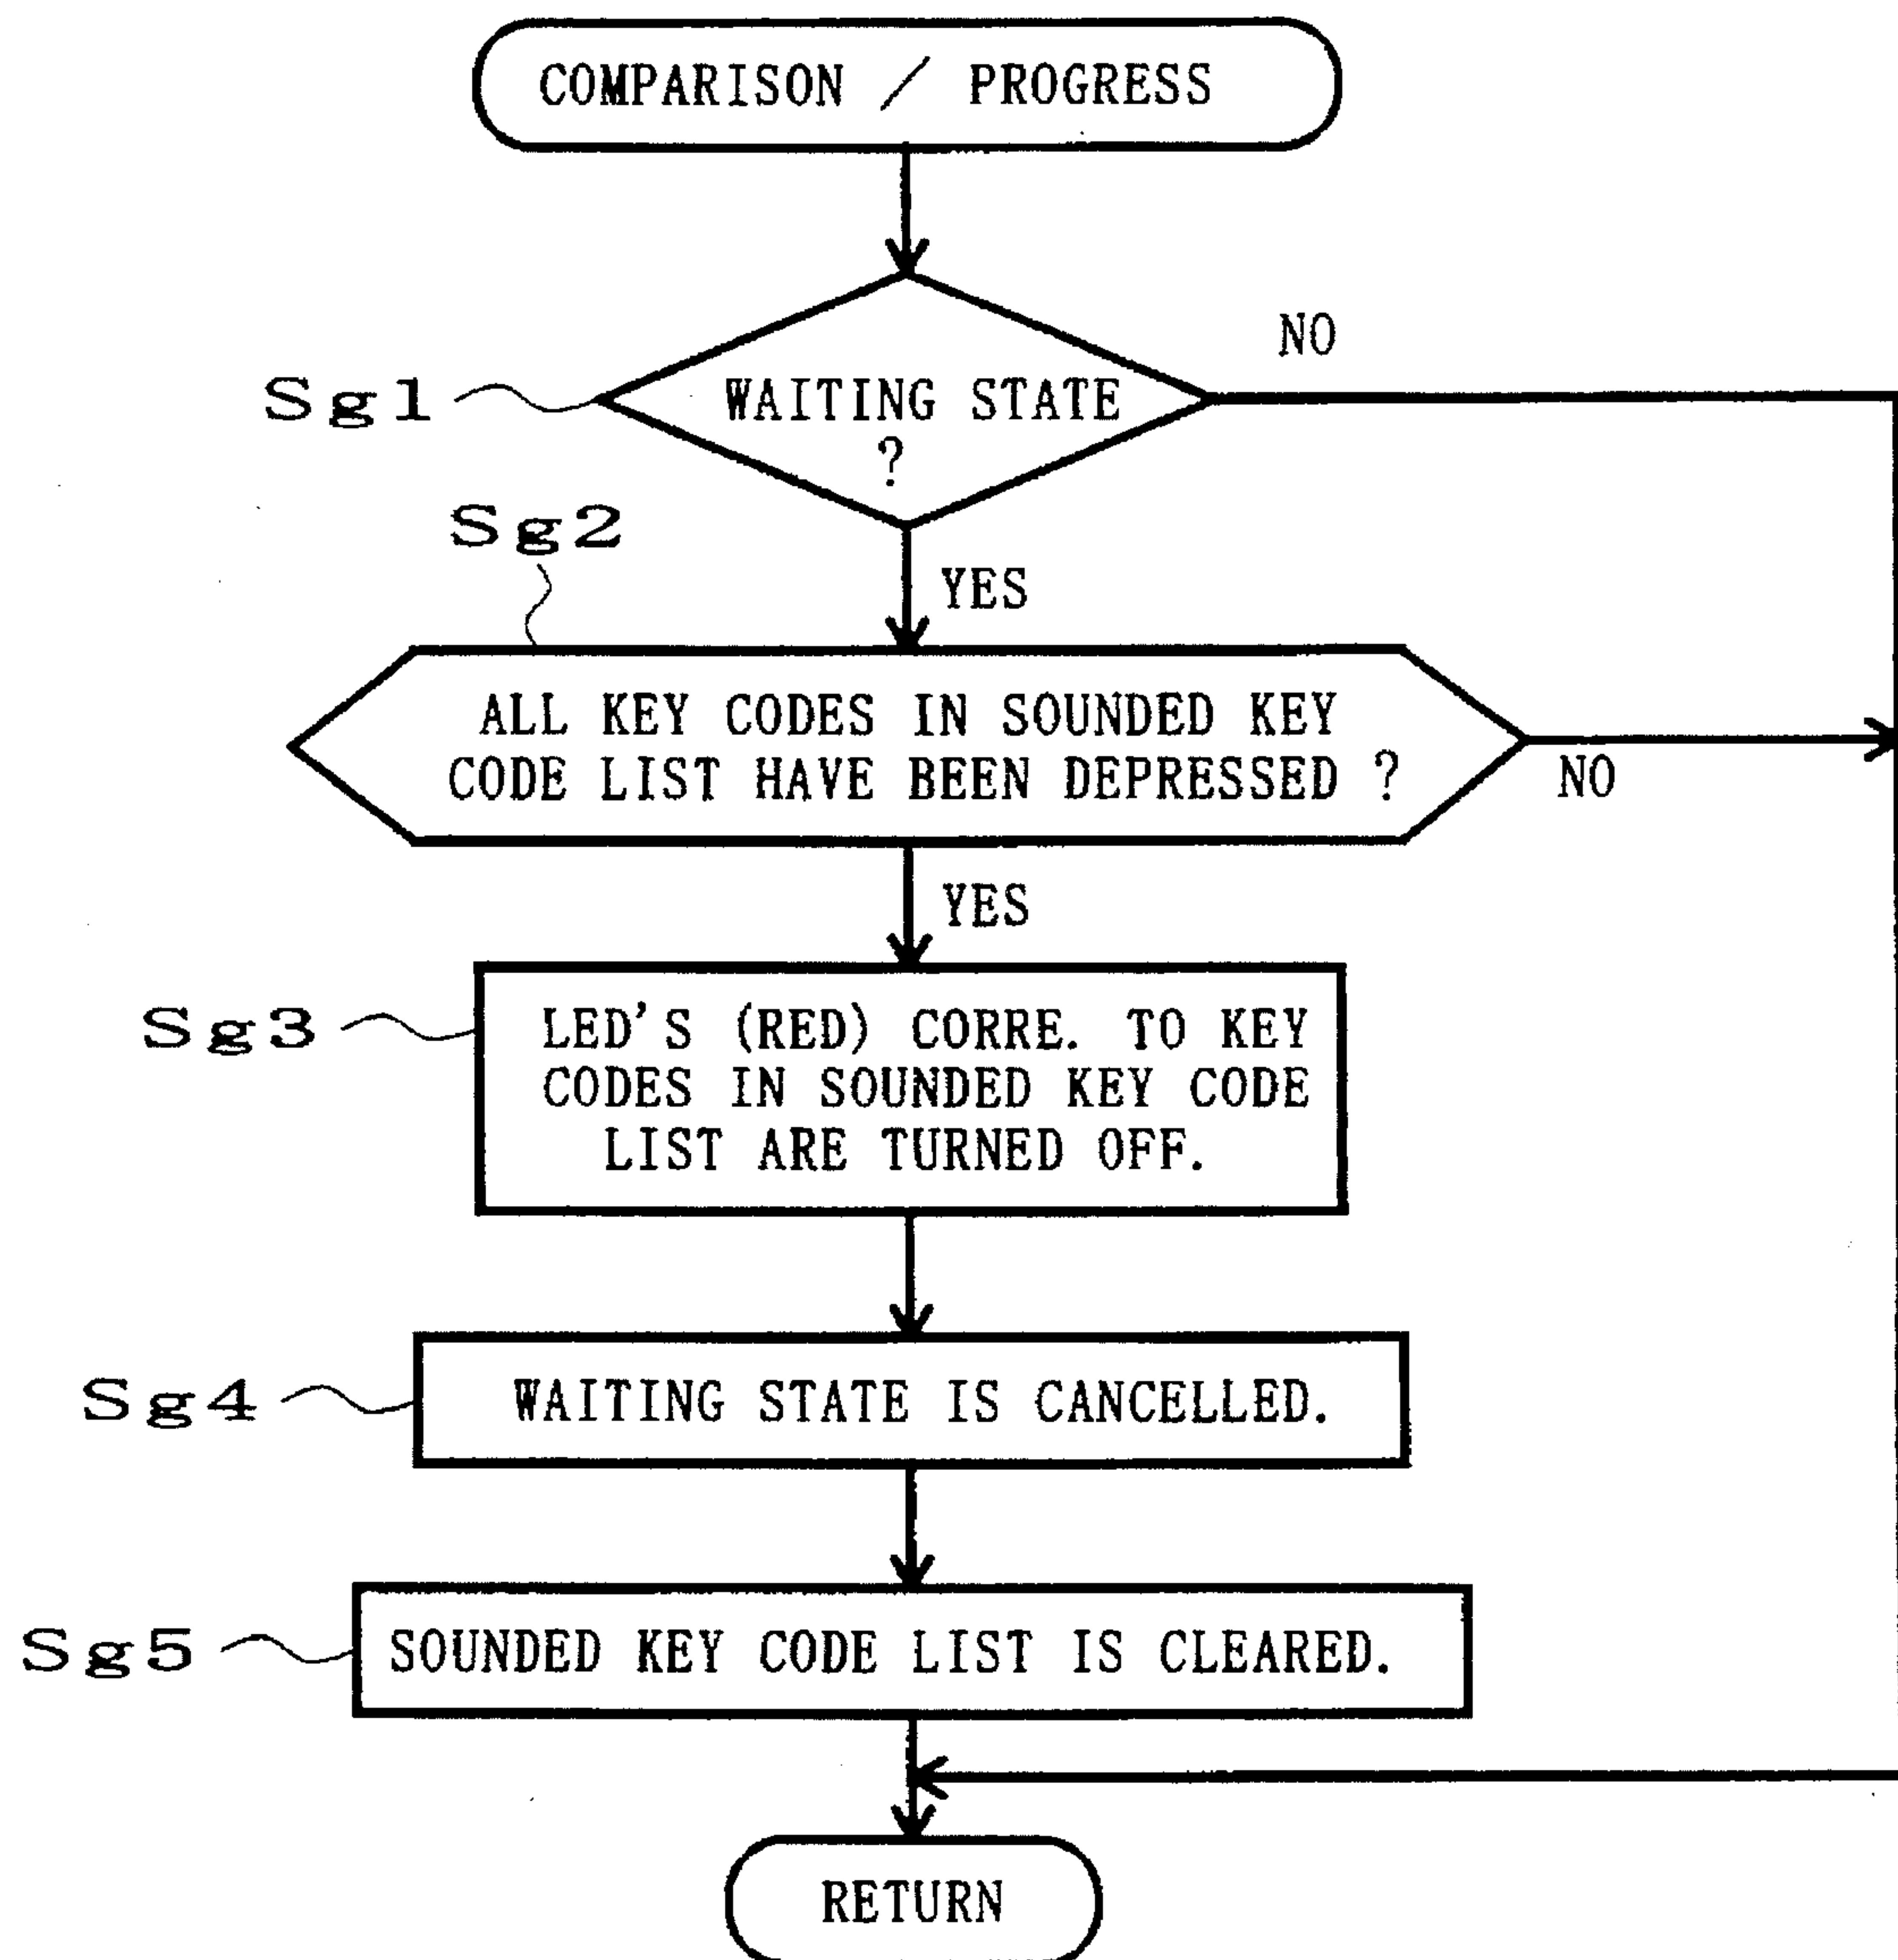 COMPARISON / PROGRESS
NO
Sg1
WAITING STATE
?
Sg2
YES
ALL KEY CODES IN SOUNDED KEY
CODE LIST HAVE BEEN DEPRESSED ?
NO
YES
Sg3
LED'S (RED) CORRE. TO KEY
CODES IN SOUNDED KEY CODE
LIST ARE TURNED OFF.
Sg4
WAITING STATE IS CANCELLED.
Sg5
SOUNDED KEY CODE LIST IS CLEARED.
RETURN